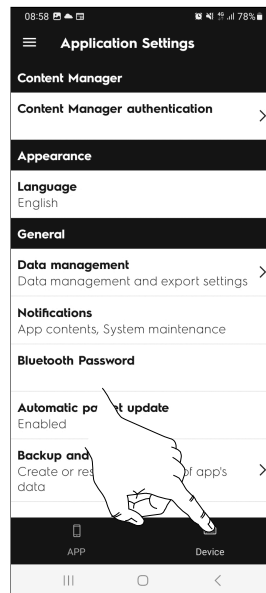 08:58 4G 78%
Application Settings
Content Manager
Content Manager authentication
Appearance
Language
English
General
Data management
Data management and export settings
Notifications
App contents, System maintenance
Bluetooth Password
Automatic update
Enabled
Backup and
Create or of app's
data
APP Device